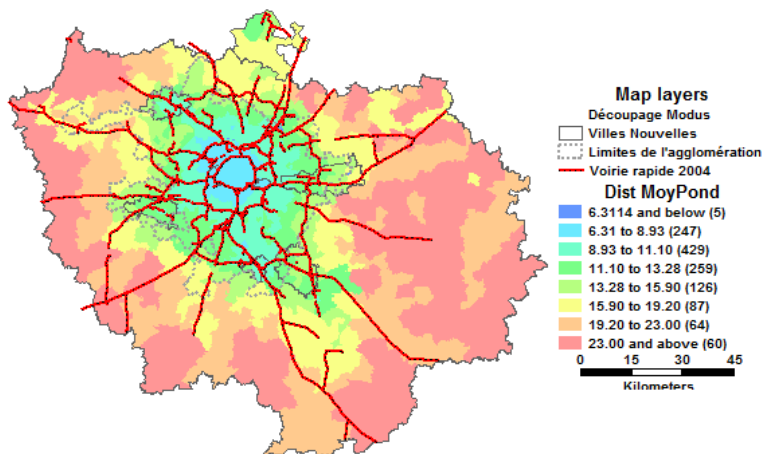 Map layers
Découpage Modus
Villes Nouvelles
Limites de l'agglomération
Voirie rapide 2004
Dist MoyPond
6.3114 and below (5)
6.31 to 8.93 (247)
8.93 to 11.10 (429)
11.10 to 13.28 (259)
13.28 to 15.90 (126)
15.90 to 19.20 (87)
19.20 to 23.00 (64)
23.00 and above (60)
0 15 30 45
Kilometers